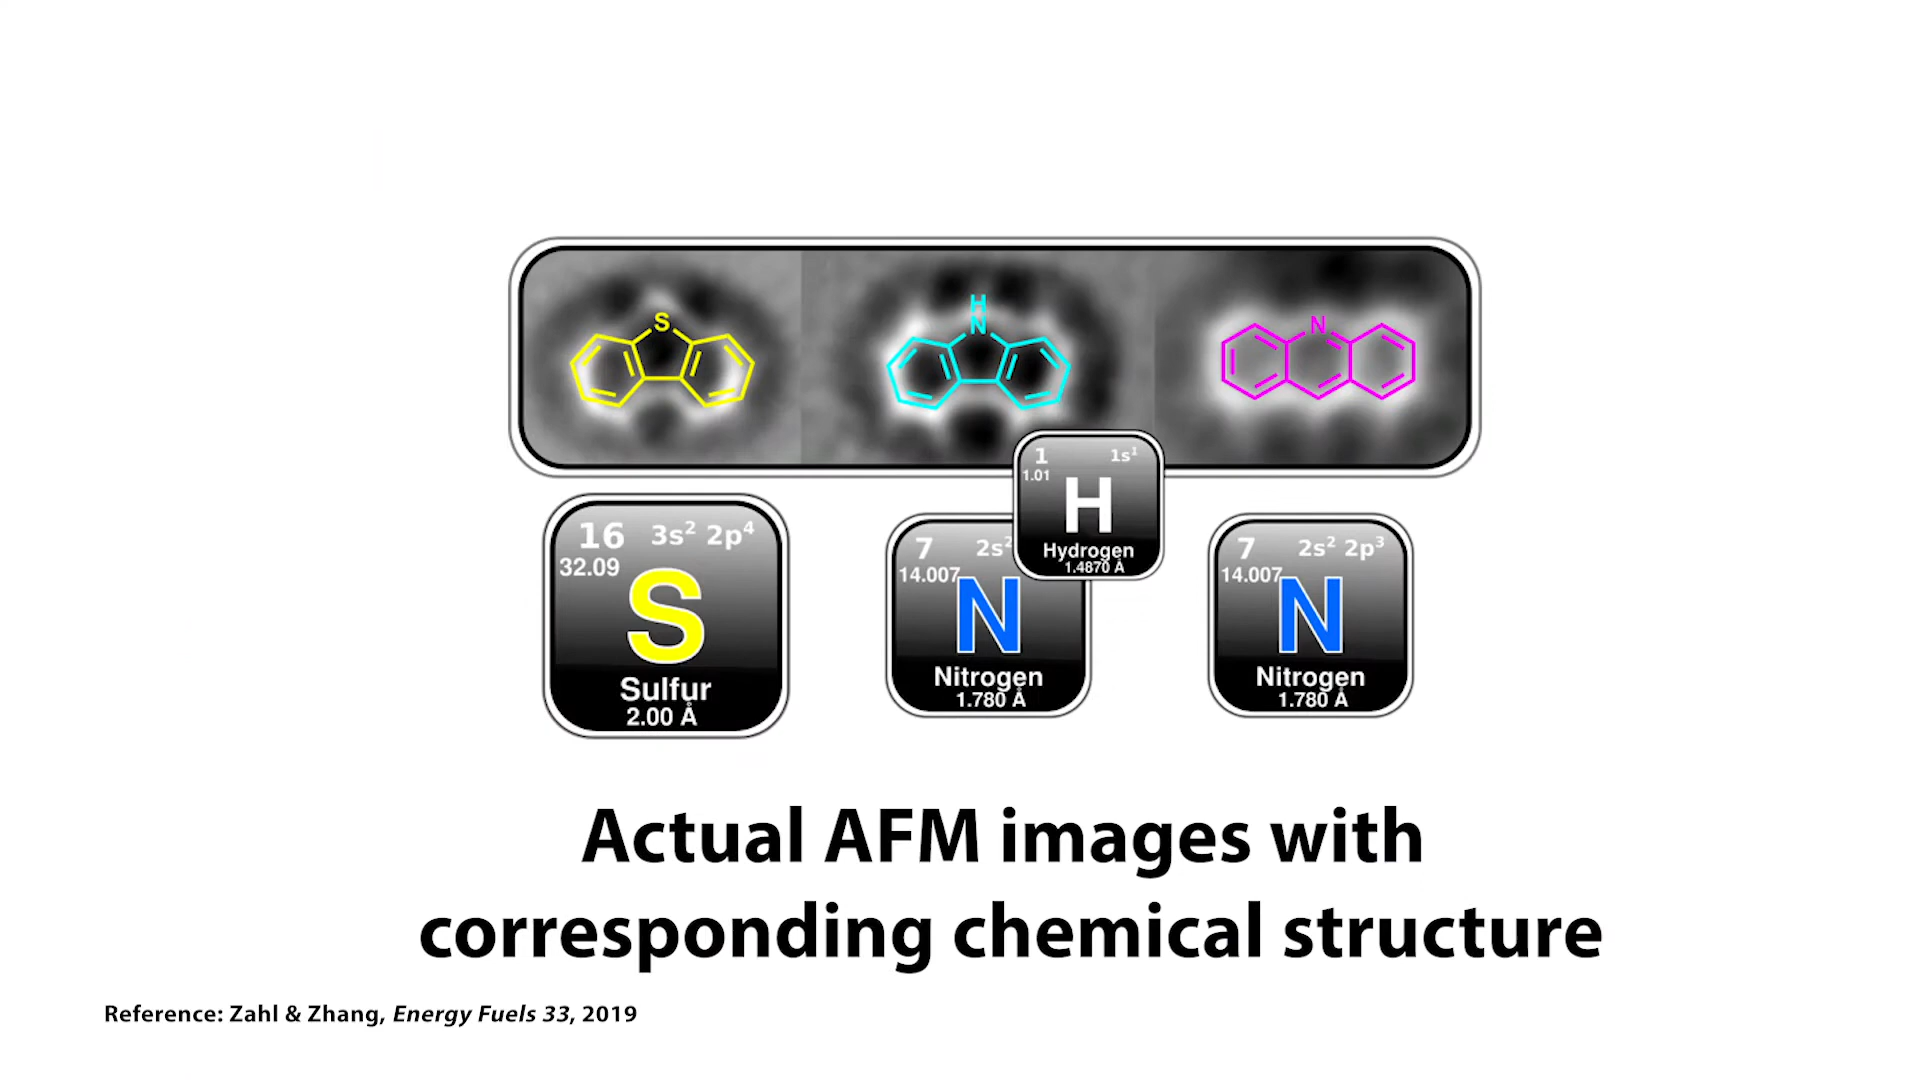 S
H
N
N
1 1s¹
1.01
H
Hydrogen
1.4870 Å
16 3s² 2p⁴
32.09
S
Sulfur
2.00 Å
7 2s²
14.007
N
Nitrogen
1.780 Å
7 2s² 2p³
14.007
N
Nitrogen
1.780 Å
Actual AFM images with
corresponding chemical structure
Reference: Zahl & Zhang, Energy Fuels 33, 2019